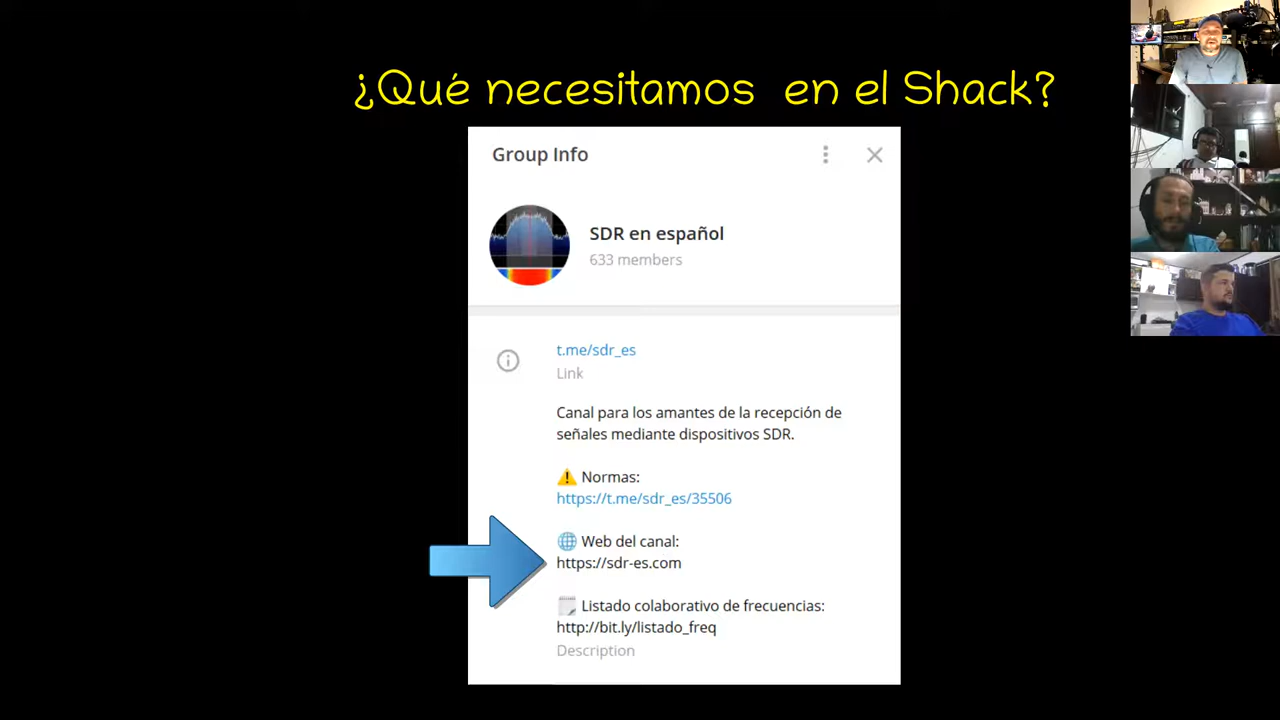 ¿Qué necesitamos en el Shack?
Group Info
SDR en español
633 members
t.me/sdr_es
Link
Canal para los amantes de la recepción de
señales mediante dispositivos SDR.
Normas:
https://t.me/sdr_es/35506
Web del canal:
https://sdr-es.com
Listado colaborativo de frecuencias:
http://bit.ly/listado_freq
Description